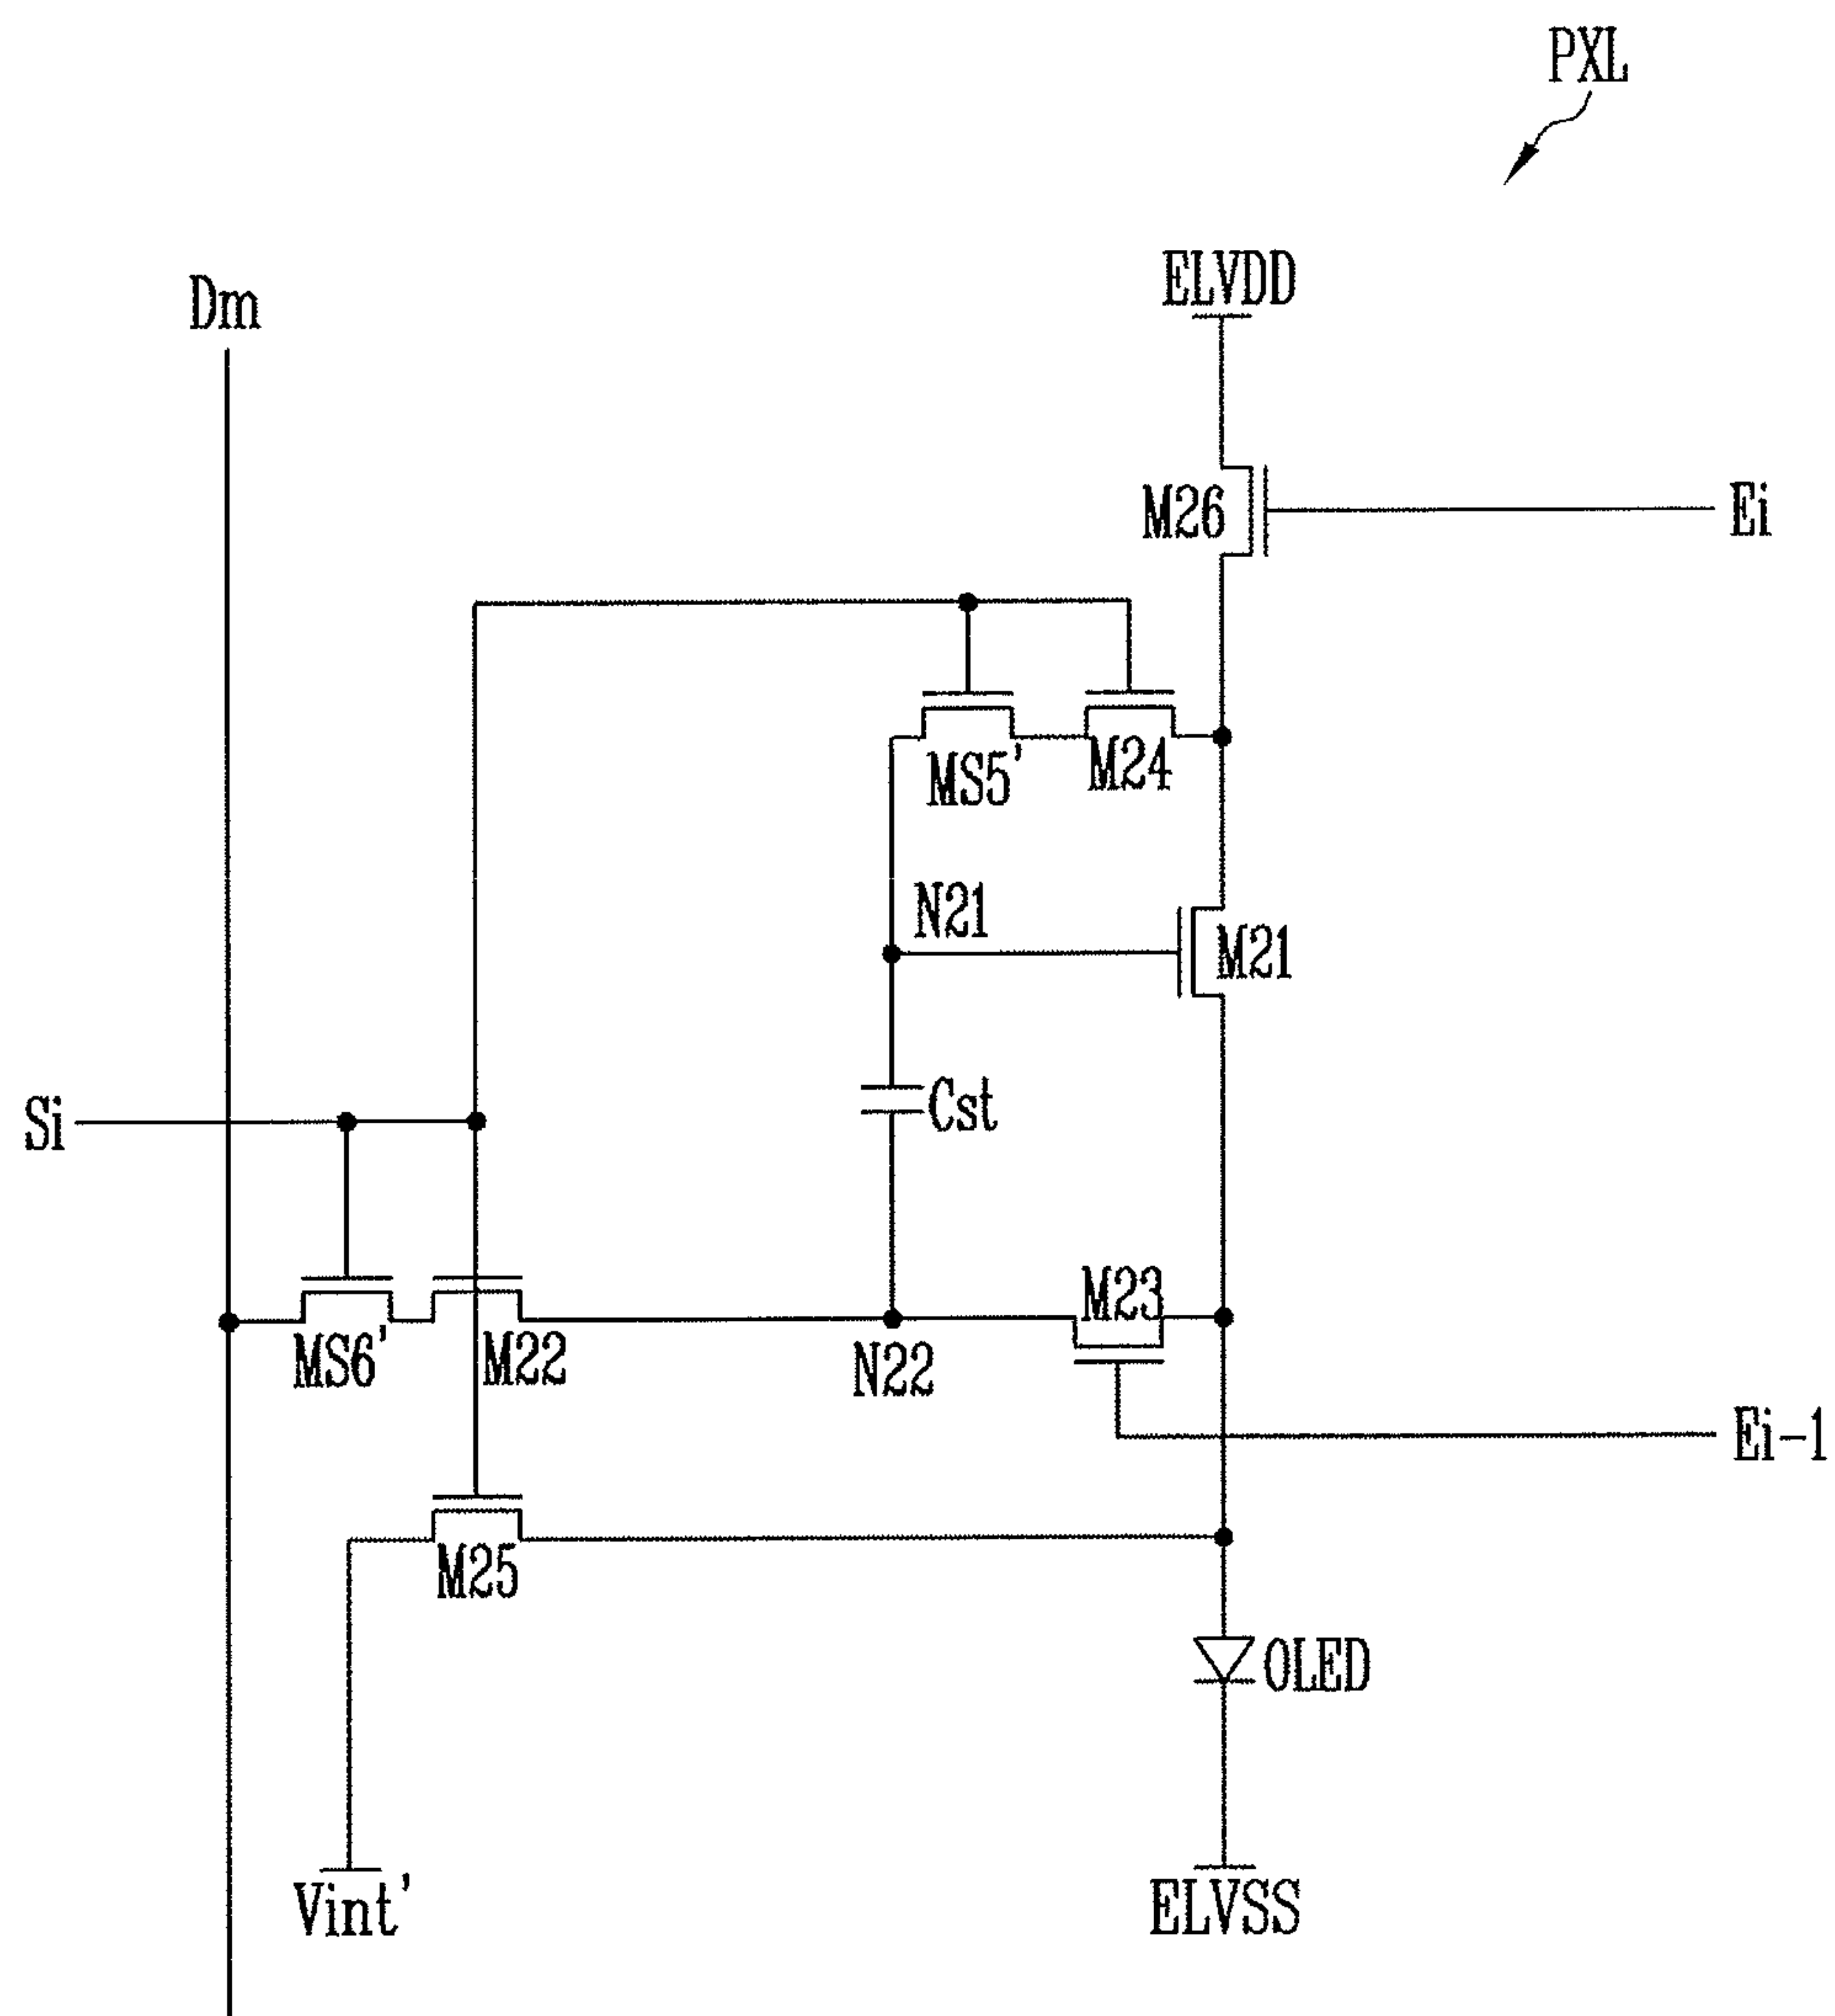 PXL
ELVDD
Dm
M26
Ei
MS5'
M24
N21
M21
Cst
Si
M23
MS6'
M22
N22
Ei-1
M25
OLED
Vint'
ELVSS